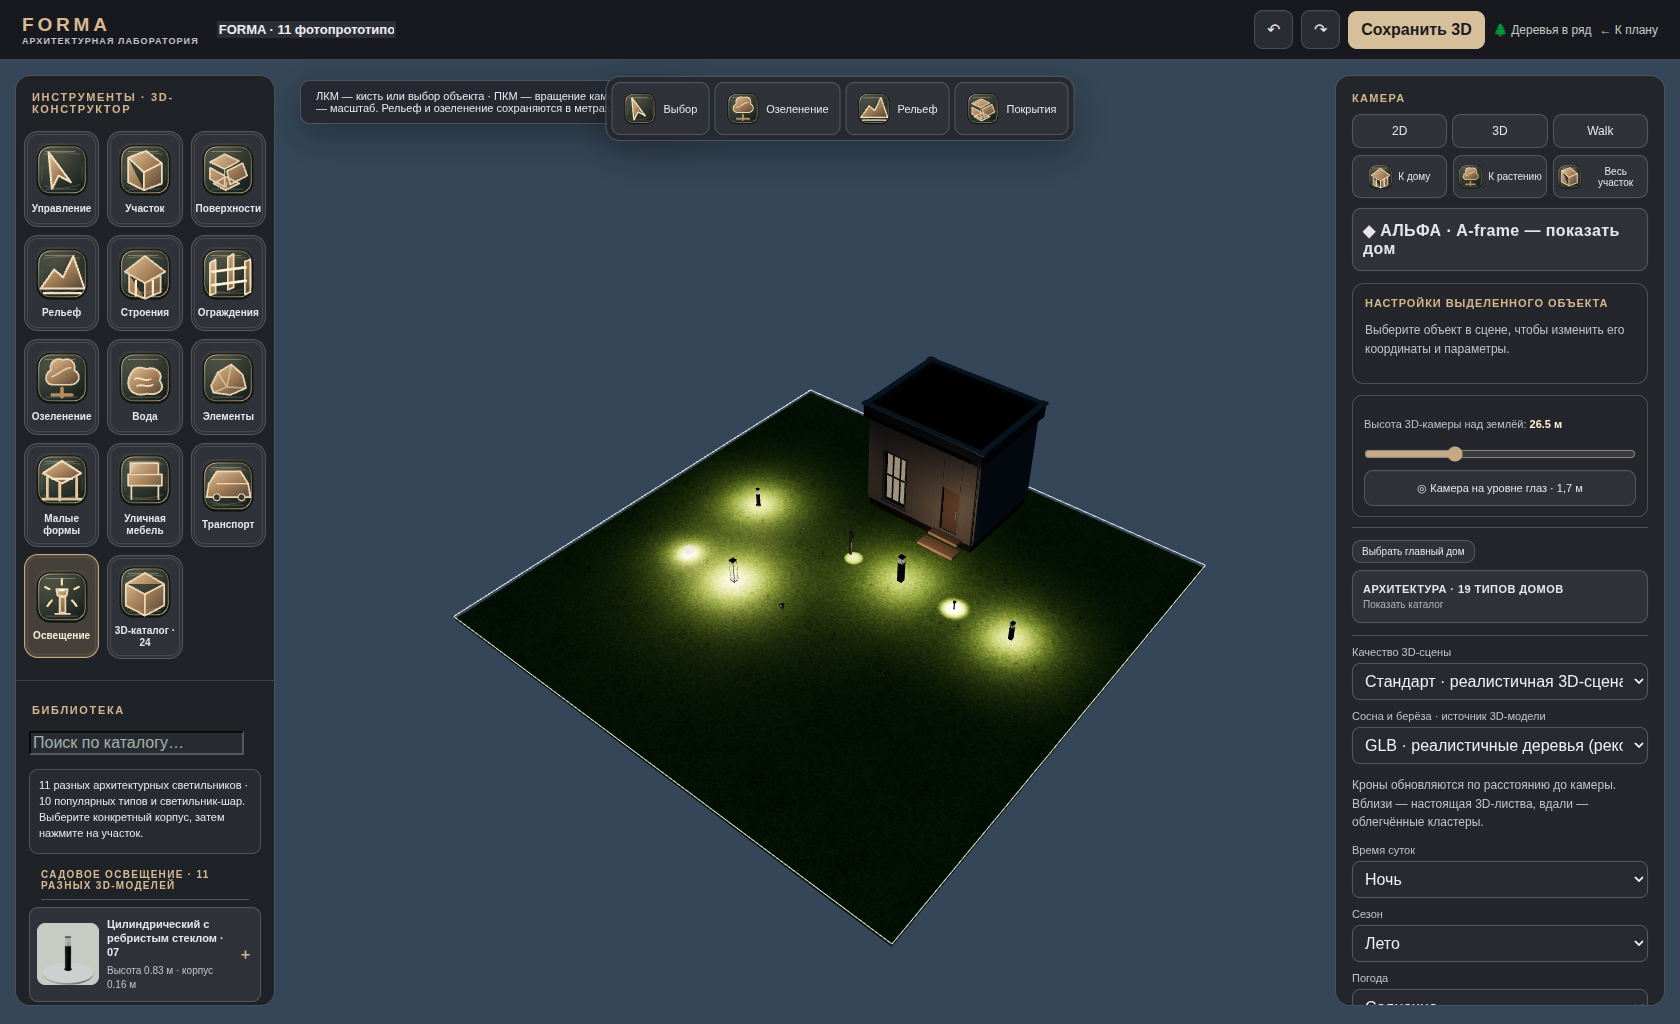 FORMA
АРХИТЕКТУРНАЯ ЛАБОРАТОРИЯ
FORMA · 11 фотопрототипо
↶
↷
Сохранить 3D
🌲 Деревья в ряд
← К плану
ИНСТРУМЕНТЫ · 3D-
КОНСТРУКТОР
Управление
Участок
Поверхности
Рельеф
Строения
Ограждения
Озеленение
Вода
Элементы
Малые
формы
Уличная
мебель
Транспорт
Освещение
3D-каталог ·
24
БИБЛИОТЕКА
Поиск по каталогу…
11 разных архитектурных светильников ·
10 популярных типов и светильник-шар.
Выберите конкретный корпус, затем
нажмите на участок.
САДОВОЕ ОСВЕЩЕНИЕ · 11
РАЗНЫХ 3D-МОДЕЛЕЙ
Цилиндрический с
ребристым стеклом ·
07
Высота 0.83 м · корпус
0.16 м
+
ЛКМ — кисть или выбор объекта · ПКМ — вращение кам
— масштаб. Рельеф и озеленение сохраняются в метра
Выбор
Озеленение
Рельеф
Покрытия
КАМЕРА
2D
3D
Walk
К дому
К растению
Весь
участок
◆ АЛЬФА · A-frame — показать
дом
НАСТРОЙКИ ВЫДЕЛЕННОГО ОБЪЕКТА
Выберите объект в сцене, чтобы изменить его
координаты и параметры.
Высота 3D-камеры над землёй: 26.5 м
◎ Камера на уровне глаз · 1,7 м
Выбрать главный дом
АРХИТЕКТУРА · 19 ТИПОВ ДОМОВ
Показать каталог
Качество 3D-сцены
Стандарт · реалистичная 3D-сцена
Сосна и берёза · источник 3D-модели
GLB · реалистичные деревья (рекс
Кроны обновляются по расстоянию до камеры.
Вблизи — настоящая 3D-листва, вдали —
облегчённые кластеры.
Время суток
Ночь
Сезон
Лето
Погода